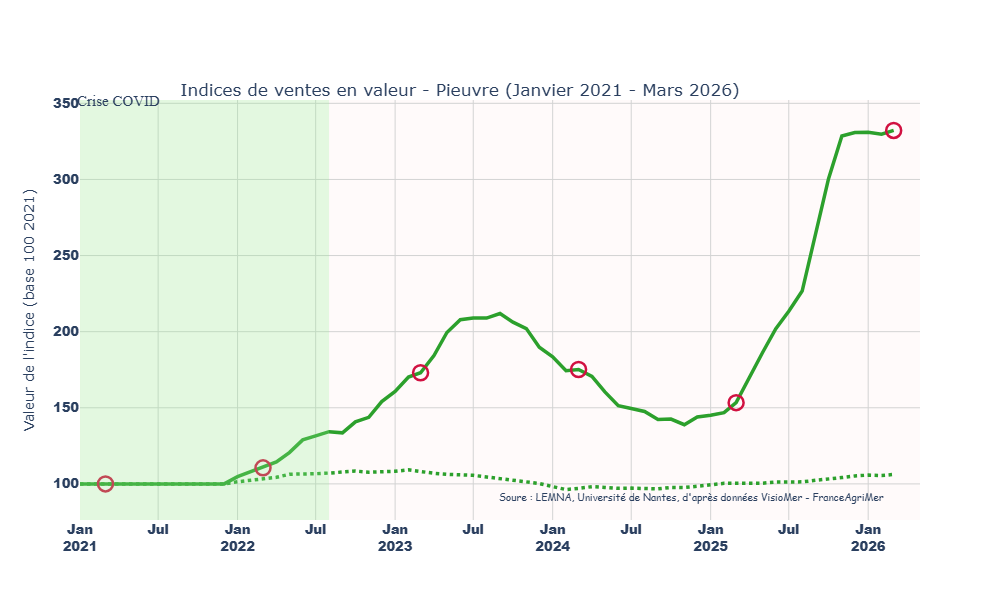 Indices de ventes en valeur - Pieuvre (Janvier 2021 - Mars 2026)
Crise COVID
Valeur de l'indice (base 100 2021)
350
300
250
200
150
100
Soure : LEMNA, Université de Nantes, d'après données VisioMer - FranceAgriMer
Jan Jul Jan Jul Jan Jul Jan Jul Jan Jul Jan
2021 2022 2023 2024 2025 2026